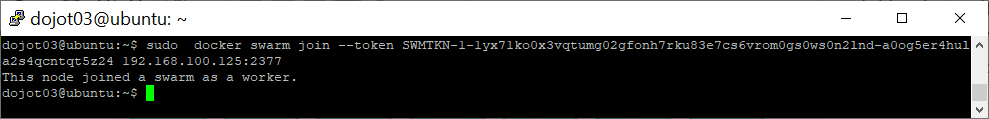 dojot03@ubuntu: ~
dojot03@ubuntu:~$ sudo  docker swarm join --token SWMTKN-1-1yx71ko0x3vqtumg02gfonh7rku83e7cs6vrom0gs0ws0n2lnd-a0og5er4hul
a2s4qcntqt5z24 192.168.100.125:2377
This node joined a swarm as a worker.
dojot03@ubuntu:~$